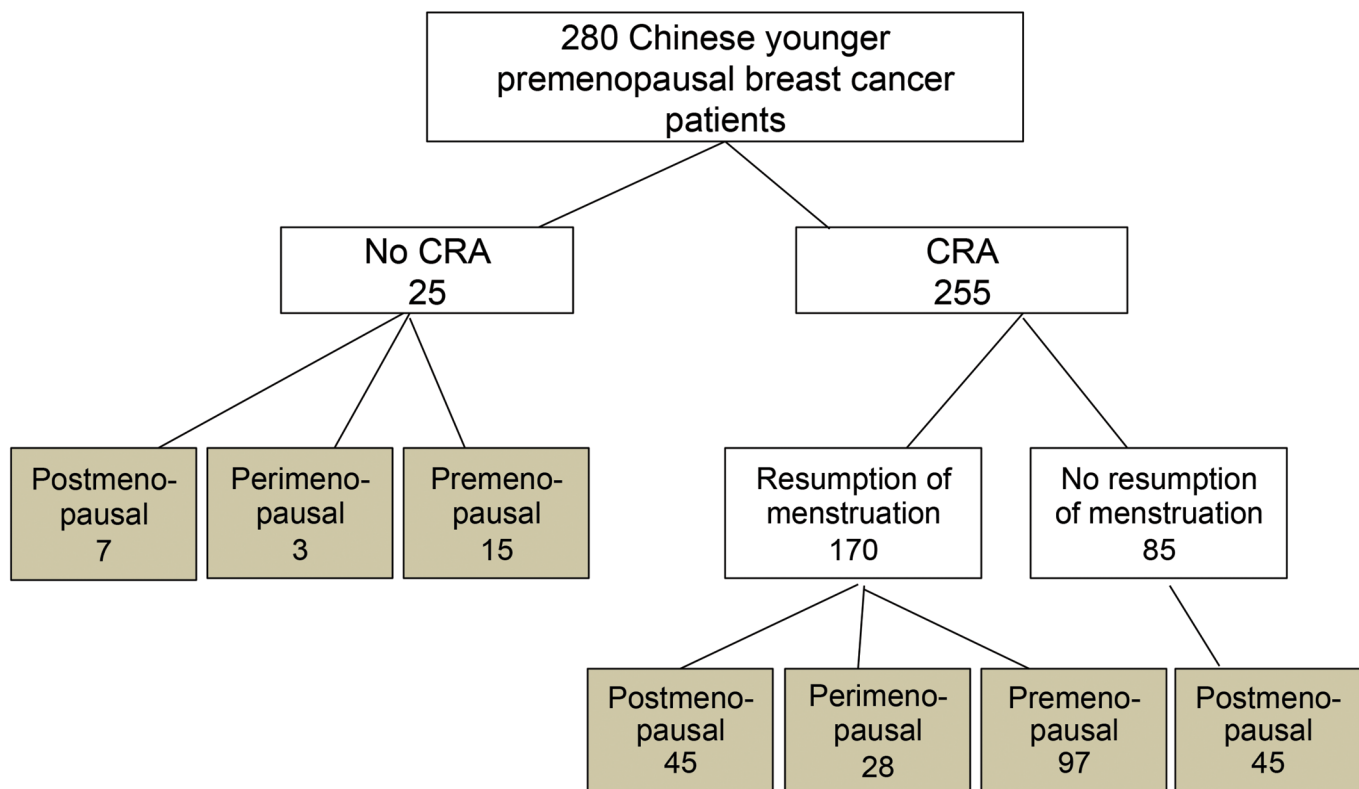 280 Chinese younger
premenopausal breast cancer
patients
No CRA
25
CRA
255
Postmeno-
pausal
7
Perimeno-
pausal
3
Premeno-
pausal
15
Resumption of
menstruation
170
No resumption
of menstruation
85
Postmeno-
pausal
45
Perimeno-
pausal
28
Premeno-
pausal
97
Postmeno-
pausal
45